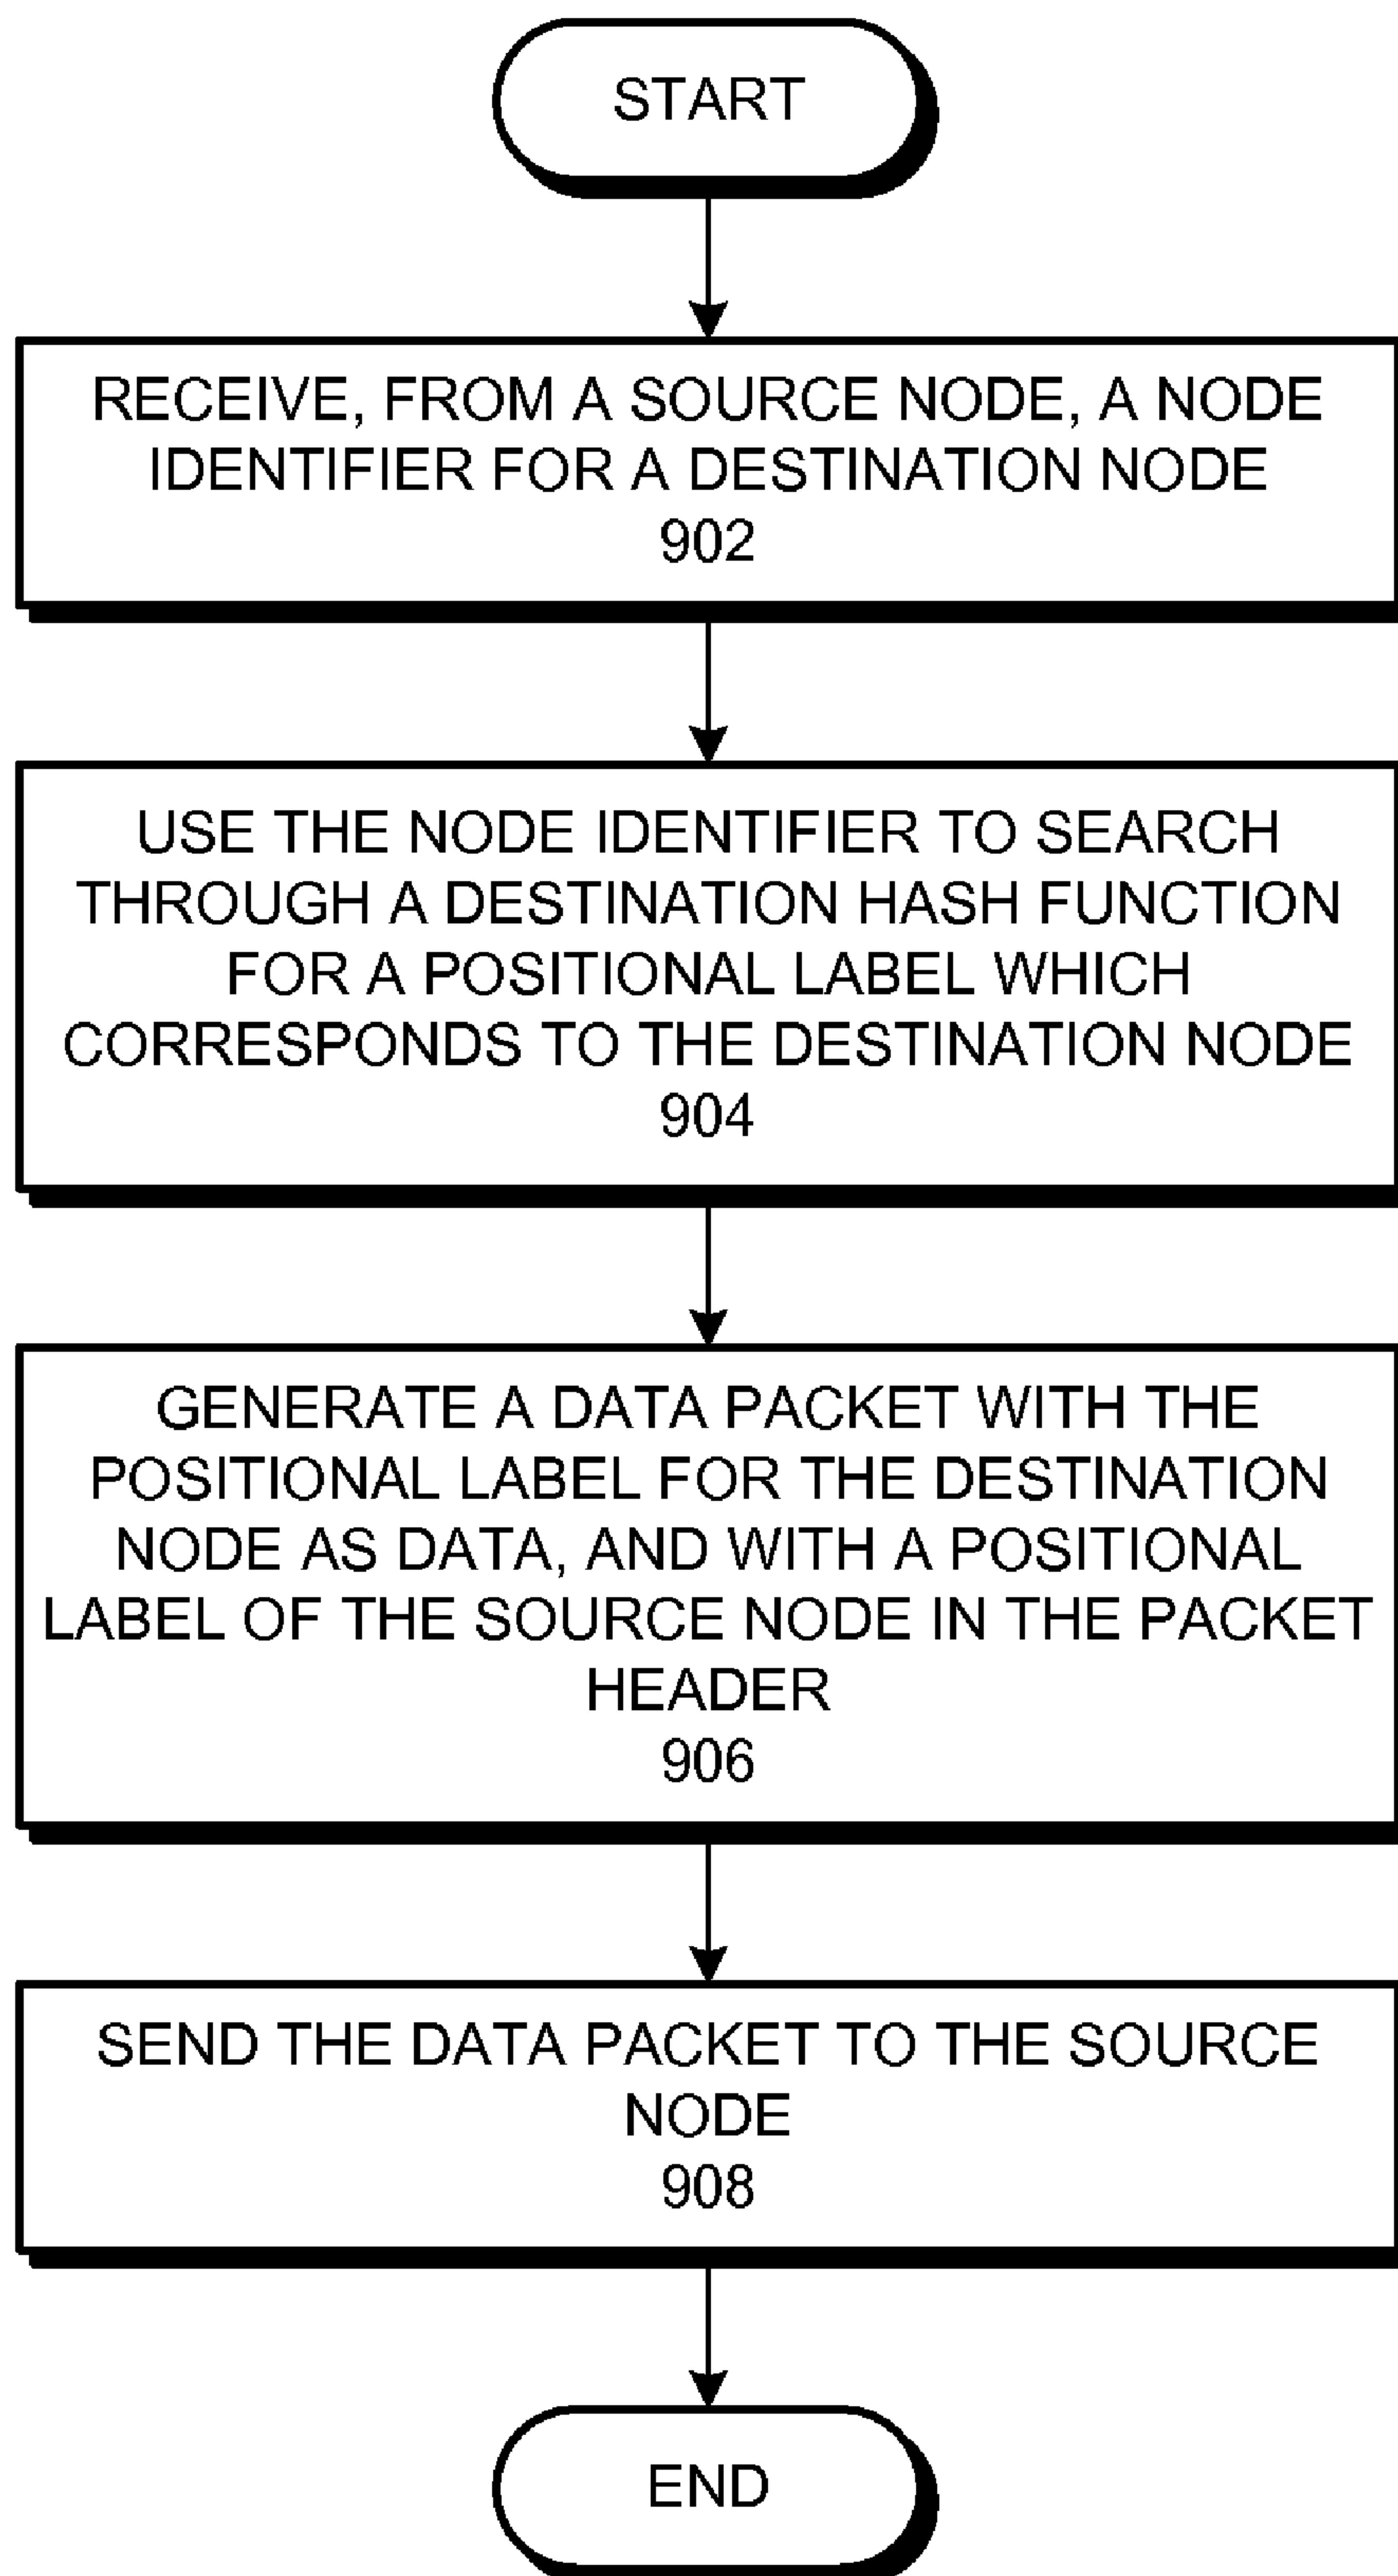 START
RECEIVE, FROM A SOURCE NODE, A NODE
IDENTIFIER FOR A DESTINATION NODE
902
USE THE NODE IDENTIFIER TO SEARCH
THROUGH A DESTINATION HASH FUNCTION
FOR A POSITIONAL LABEL WHICH
CORRESPONDS TO THE DESTINATION NODE
904
GENERATE A DATA PACKET WITH THE
POSITIONAL LABEL FOR THE DESTINATION
NODE AS DATA, AND WITH A POSITIONAL
LABEL OF THE SOURCE NODE IN THE PACKET
HEADER
906
SEND THE DATA PACKET TO THE SOURCE
NODE
908
END